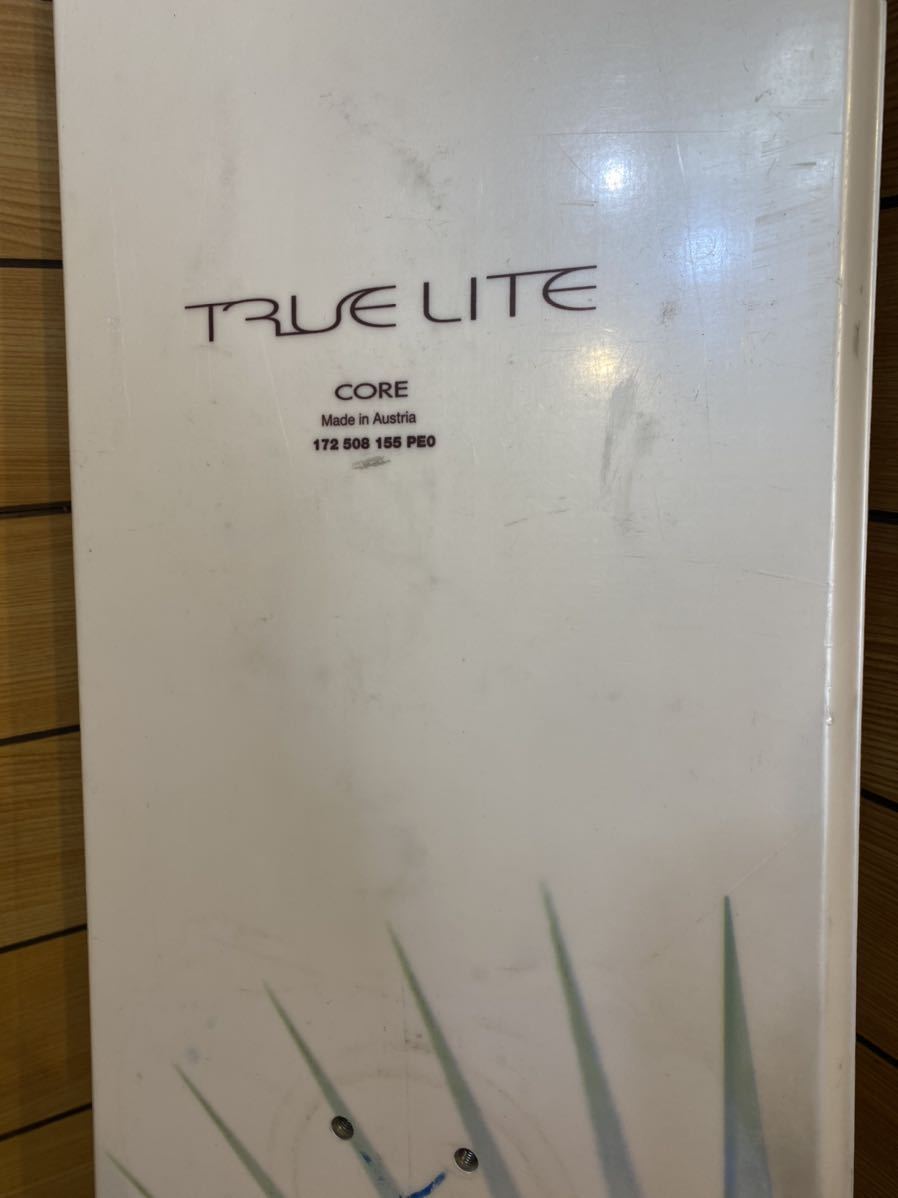 TRUE LITE
CORE
Made in Austria
172 508 155 PE0